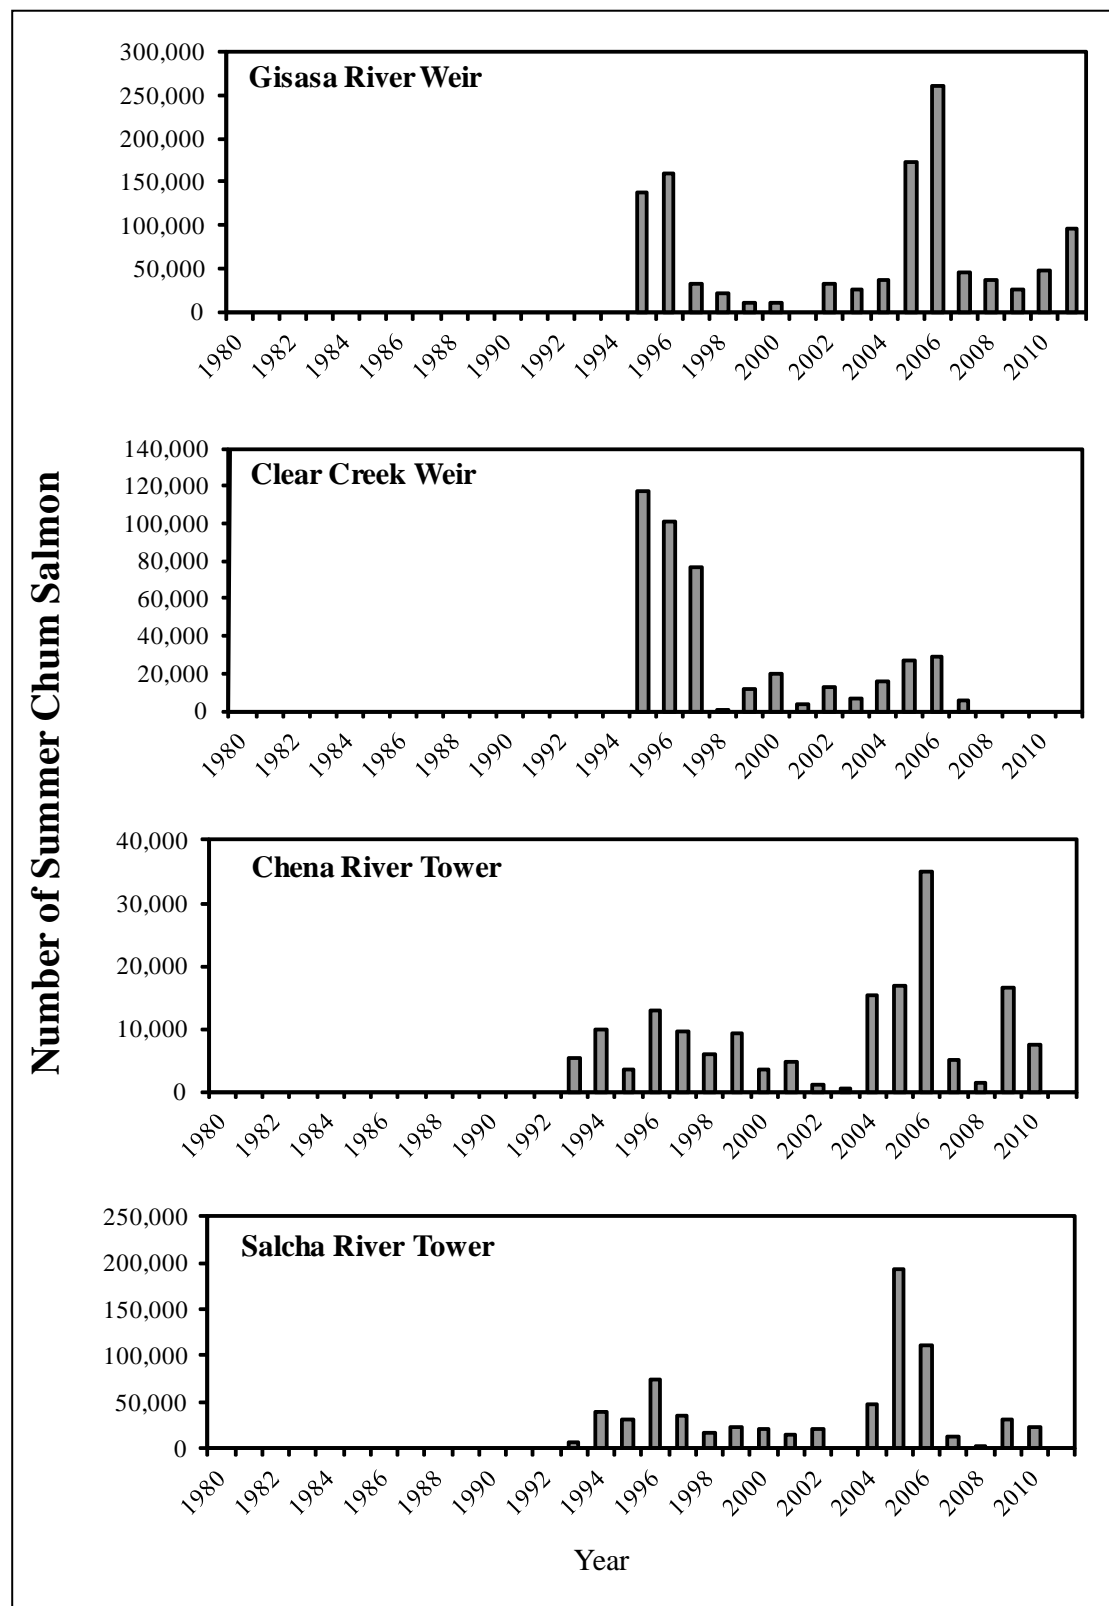 Number of Summer Chum Salmon
Gisasa River Weir
300,000
250,000
200,000
150,000
100,000
50,000
0
1980 1982 1984 1986 1988 1990 1992 1994 1996 1998 2000 2002 2004 2006 2008 2010
Clear Creek Weir
140,000
120,000
100,000
80,000
60,000
40,000
20,000
0
1980 1982 1984 1986 1988 1990 1992 1994 1996 1998 2000 2002 2004 2006 2008 2010
Chena River Tower
40,000
30,000
20,000
10,000
0
1980 1982 1984 1986 1988 1990 1992 1994 1996 1998 2000 2002 2004 2006 2008 2010
Salcha River Tower
250,000
200,000
150,000
100,000
50,000
0
1980 1982 1984 1986 1988 1990 1992 1994 1996 1998 2000 2002 2004 2006 2008 2010
Year